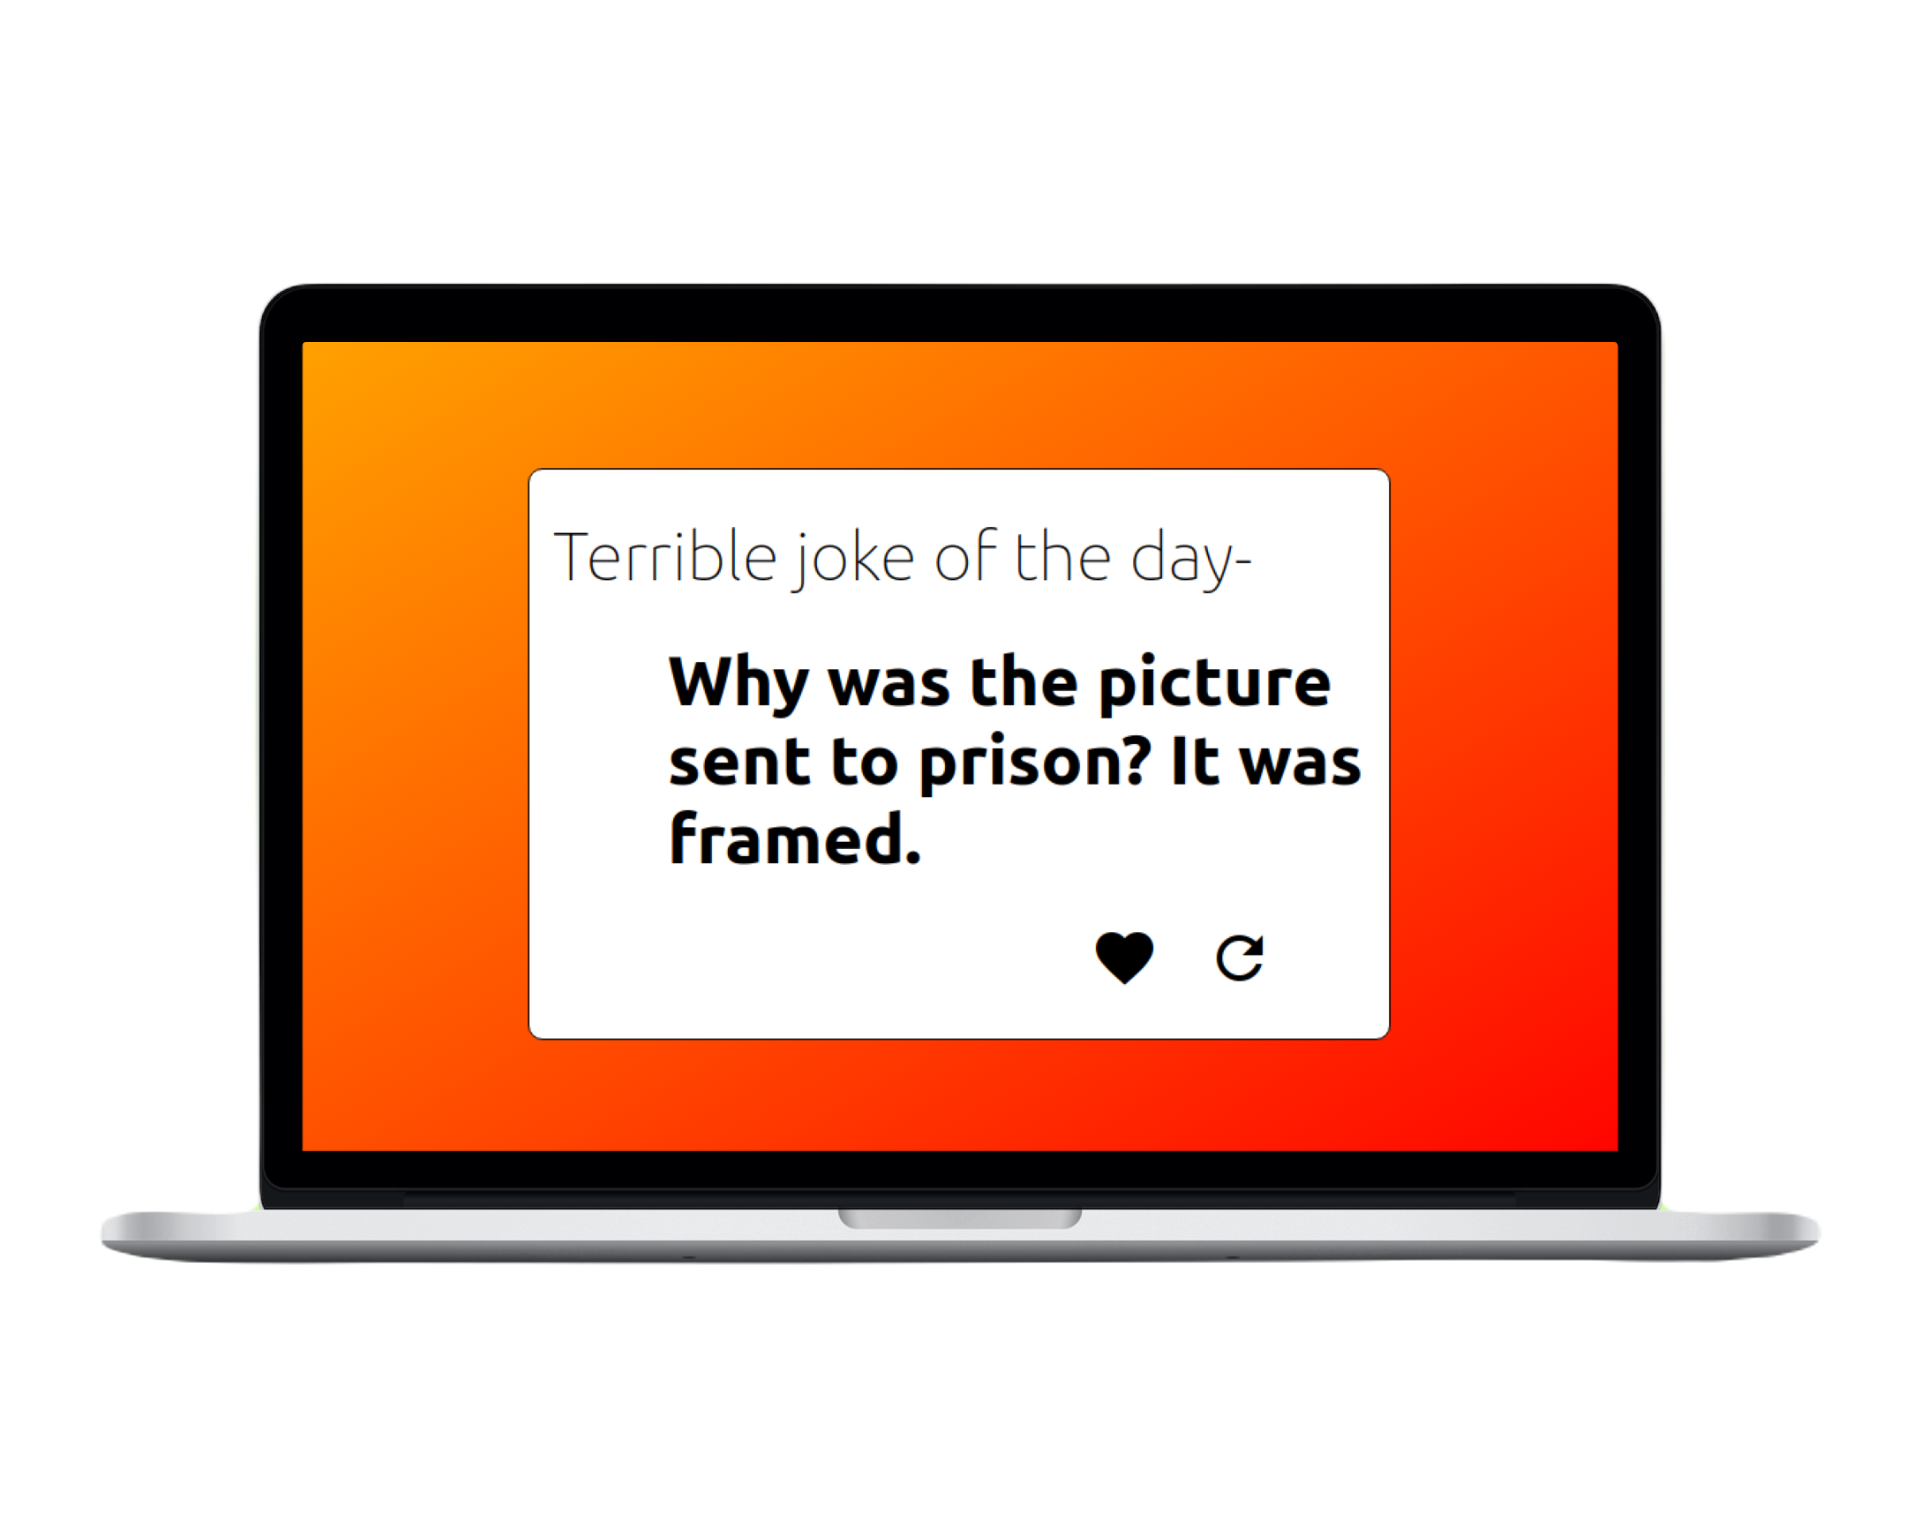 Terrible joke of the day-
Why was the picture
sent to prison? It was
framed.